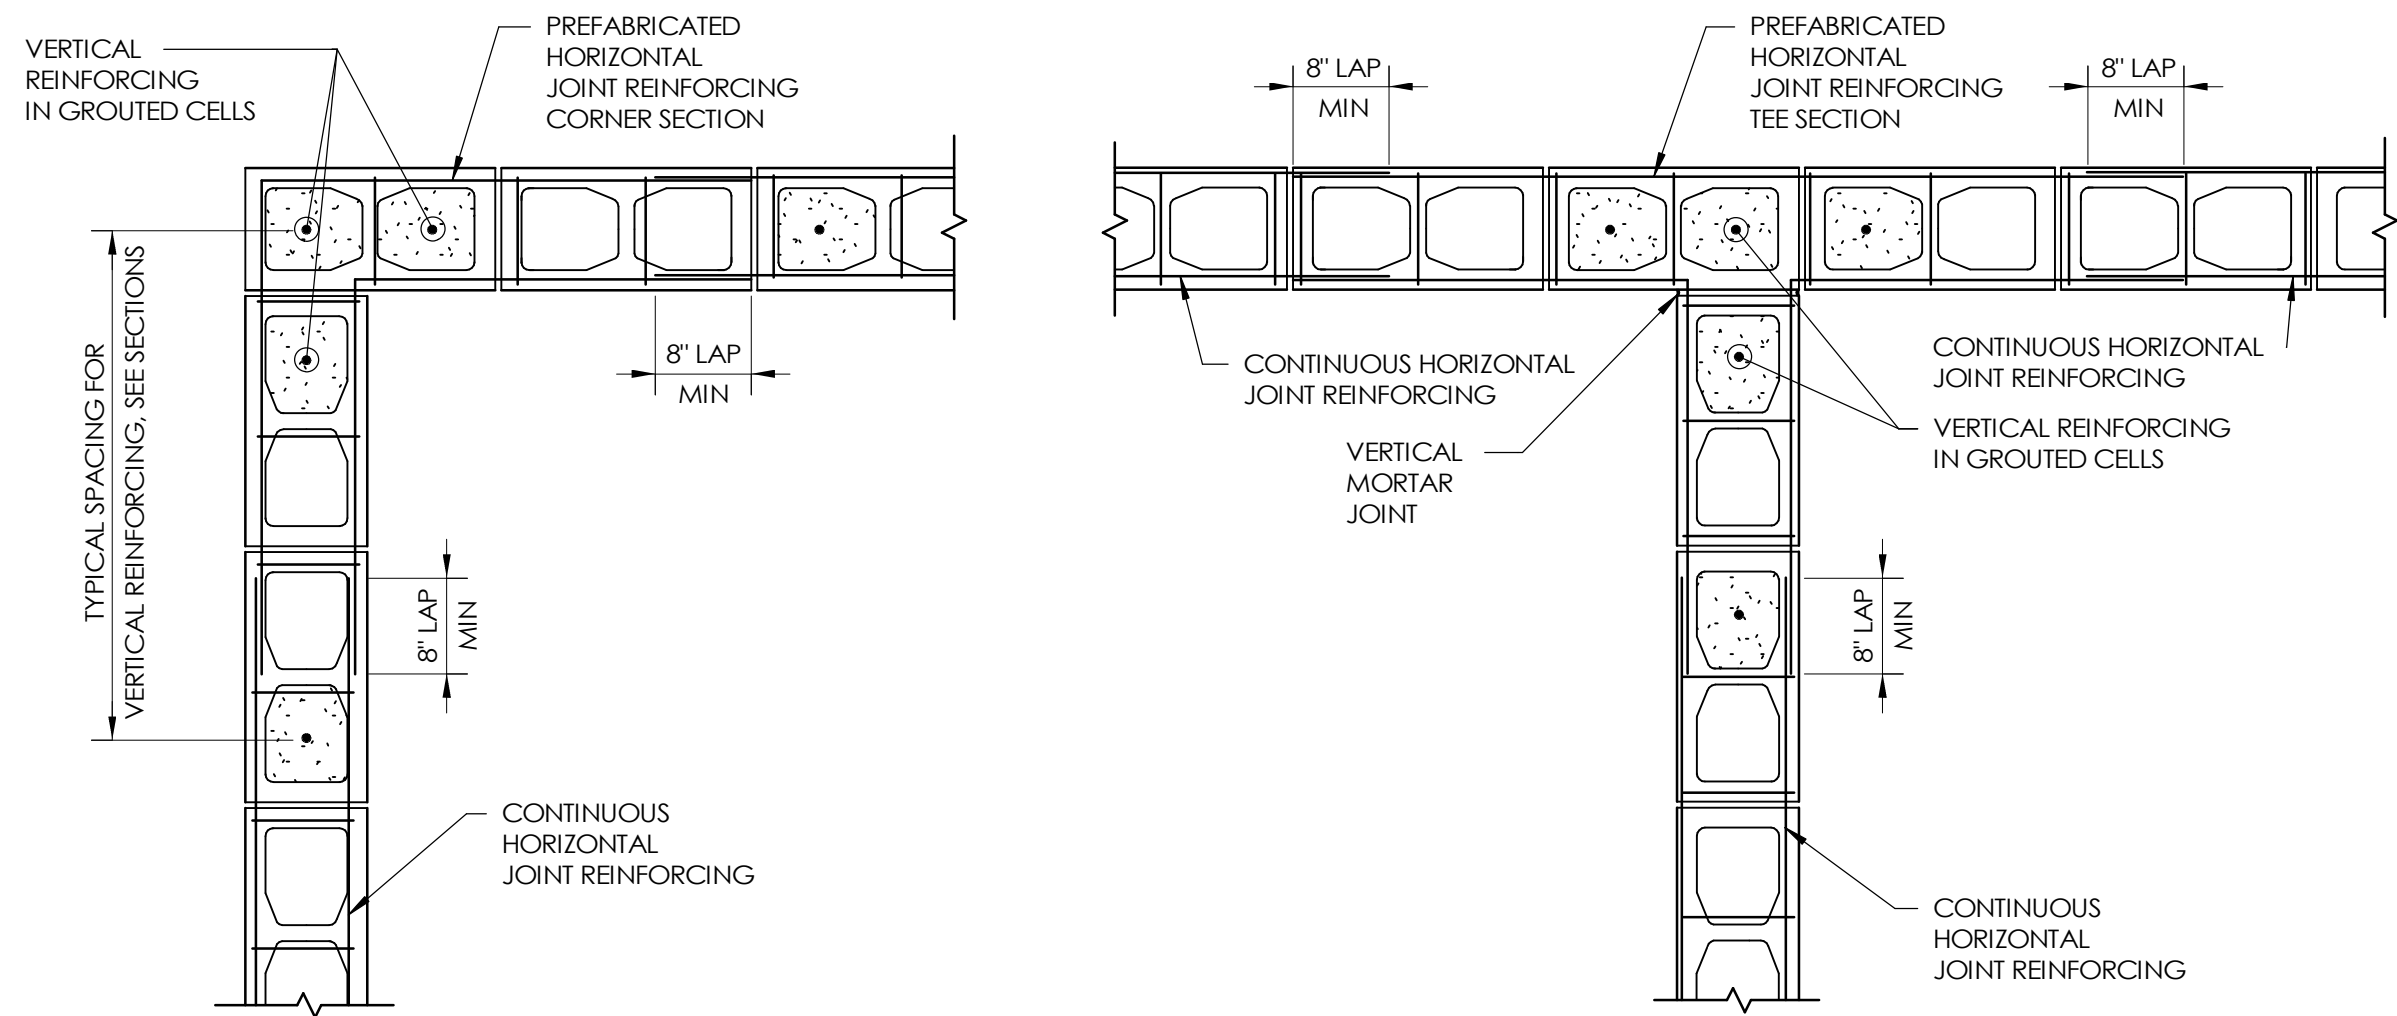 VERTICAL
REINFORCING
IN GROUTED CELLS
PREFABRICATED
HORIZONTAL
JOINT REINFORCING
CORNER SECTION
TYPICAL SPACING FOR
VERTICAL REINFORCING, SEE SECTIONS
8" LAP
MIN
8" LAP
MIN
CONTINUOUS
HORIZONTAL
JOINT REINFORCING
8" LAP
MIN
PREFABRICATED
HORIZONTAL
JOINT REINFORCING
TEE SECTION
8" LAP
MIN
CONTINUOUS HORIZONTAL
JOINT REINFORCING
VERTICAL
MORTAR
JOINT
CONTINUOUS HORIZONTAL
JOINT REINFORCING
VERTICAL REINFORCING
IN GROUTED CELLS
8" LAP
MIN
CONTINUOUS
HORIZONTAL
JOINT REINFORCING